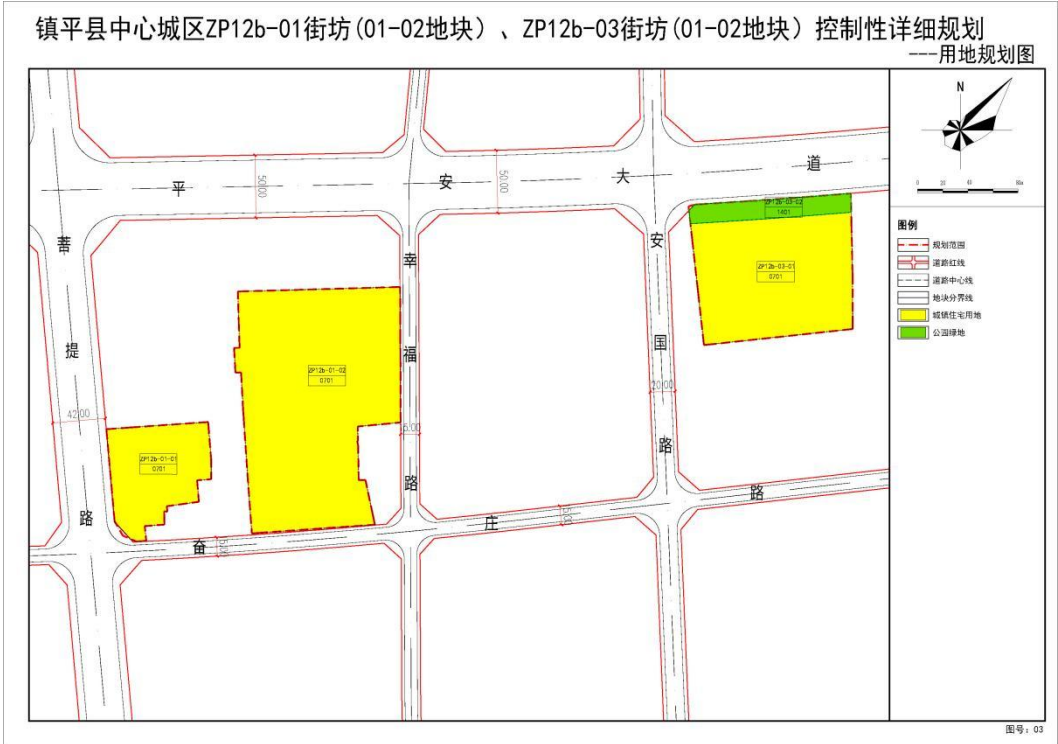 镇平县中心城区ZP12b-01街坊(01-02地块)、ZP12b-03街坊(01-02地块)控制性详细规划
---用地规划图
N
平安大道
50.00
50.00
菩提路
42.00
幸福路
安国路
20.00
奋庄路
ZP12b-03-02
1401
ZP12b-03-01
0701
ZP12b-01-02
0701
ZP12b-01-01
0701
图例
规划范围
道路红线
道路中心线
地块分界线
城镇住宅用地
公园绿地
图号：03